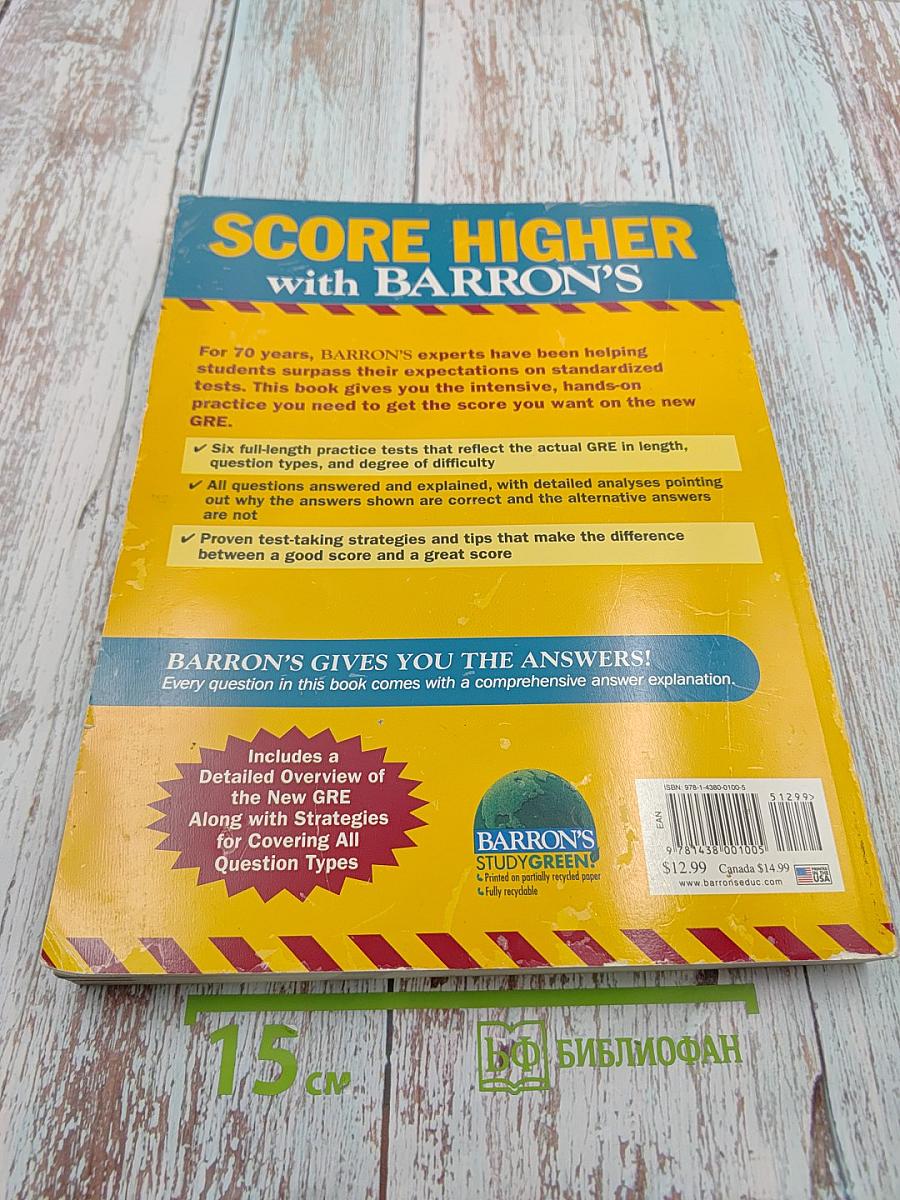 SCORE HIGHER
with BARRON'S
For 70 years, BARRON'S experts have been helping
students surpass their expectations on standardized
tests. This book gives you the intensive, hands-on
practice you need to get the score you want on the new
GRE.
✔ Six full-length practice tests that reflect the actual GRE in length,
question types, and degree of difficulty
✔ All questions answered and explained, with detailed analyses pointing
out why the answers shown are correct and the alternative answers
are not
✔ Proven test-taking strategies and tips that make the difference
between a good score and a great score
BARRON'S GIVES YOU THE ANSWERS!
Every question in this book comes with a comprehensive answer explanation.
Includes a
Detailed Overview of
the New GRE
Along with Strategies
for Covering All
Question Types
BARRON'S
STUDYGREEN!
Printed on partially recycled paper
Fully recyclable
ISBN: 978-1-4380-0100-5
51299>
EAN
9 781438 001005
$12.99 Canada $14.99
www.barronseduc.com
PRINTED
IN THE
USA
15 см
БФ БИБЛИОФАН